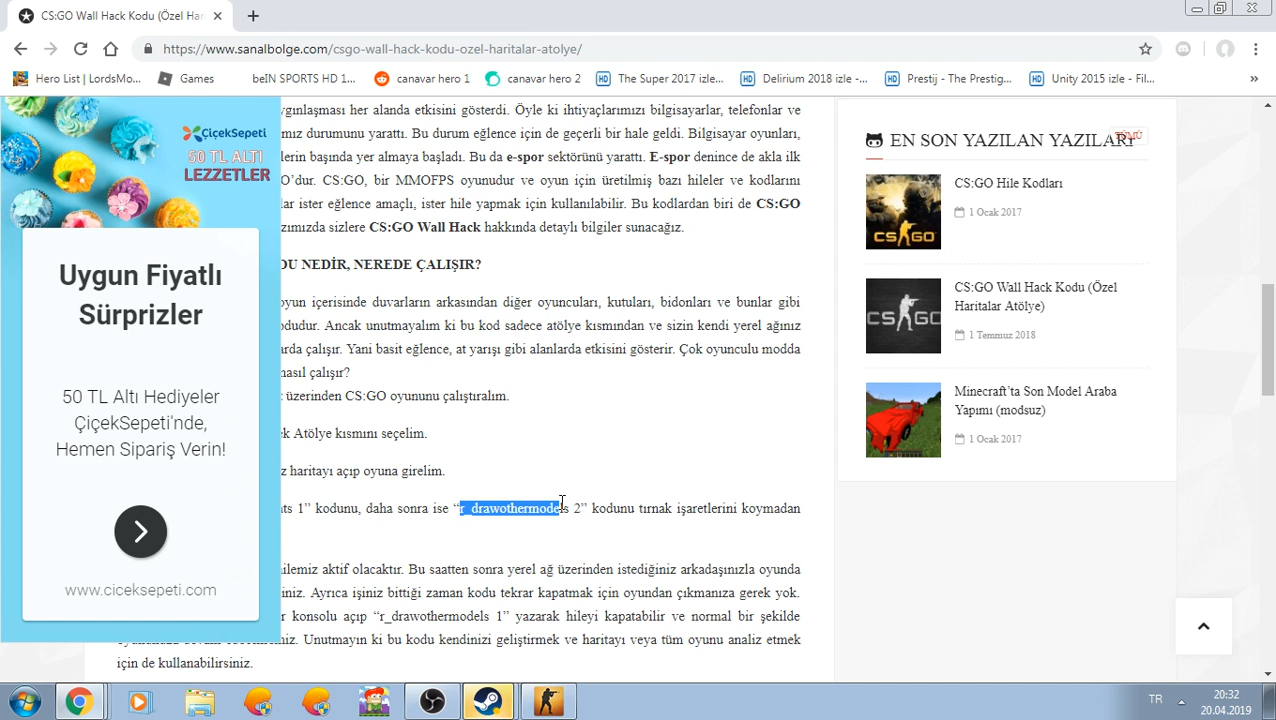 CS:GO Wall Hack Kodu (Özel Har
https://www.sanalbolge.com/csgo-wall-hack-kodu-ozel-haritalar-atolye/
Hero List | LordsMo...
Games
beIN SPORTS HD 1...
canavar hero 1
canavar hero 2
The Super 2017 izle...
Delirium 2018 izle -...
Prestij - The Prestig...
Unity 2015 izle - Fil...
ÇiçekSepeti
50 TL ALTI
LEZZETLER
Uygun Fiyatlı
Sürprizler
50 TL Altı Hediyeler
ÇiçekSepeti'nde,
Hemen Sipariş Verin!
www.ciceksepeti.com
ygınlaşması her alanda etkisini gösterdi. Öyle ki ihtiyaçlarımızı bilgisayarlar, telefonlar ve
mız durumunu yarattı. Bu durum eğlence için de geçerli bir hale geldi. Bilgisayar oyunları,
lerin başında yer almaya başladı. Bu da e-spor sektörünü yarattı. E-spor denince de akla ilk
O'dur. CS:GO, bir MMOFPS oyunudur ve oyun için üretilmiş bazı hileler ve kodlarını
lar ister eğlence amaçlı, ister hile yapmak için kullanılabilir. Bu kodlardan biri de CS:GO
zımızda sizlere CS:GO Wall Hack hakkında detaylı bilgiler sunacağız.
DU NEDİR, NEREDE ÇALIŞIR?
oyun içerisinde duvarların arkasından diğer oyuncuları, kutuları, bidonları ve bunlar gibi
odudur. Ancak unutmayalım ki bu kod sadece atölye kısmından ve sizin kendi yerel ağınız
arda çalışır. Yani basit eğlence, at yarışı gibi alanlarda etkisini gösterir. Çok oyunculu modda
nasıl çalışır?
t üzerinden CS:GO oyununu çalıştıralım.
ek Atölye kısmını seçelim.
z haritayı açıp oyuna girelim.
ts 1” kodunu, daha sonra ise “r_drawothermodels 2” kodunu tırnak işaretlerini koymadan
ilemiz aktif olacaktır. Bu saatten sonra yerel ağ üzerinden istediğiniz arkadaşınızla oyunda
iniz. Ayrıca işiniz bittiği zaman kodu tekrar kapatmak için oyundan çıkmanıza gerek yok.
r konsolu açıp “r_drawothermodels 1” yazarak hileyi kapatabilir ve normal bir şekilde
Unutmayın ki bu kodu kendinizi geliştirmek ve haritayı veya tüm oyunu analiz etmek
için de kullanabilirsiniz.
EN SON YAZILAN YAZILARI
TÜMÜ
CS:GO Hile Kodları
1 Ocak 2017
CS:GO
CS:GO Wall Hack Kodu (Özel
Haritalar Atölye)
1 Temmuz 2018
CS GO
Minecraft’ta Son Model Araba
Yapımı (modsuz)
1 Ocak 2017
TR
20:32
20.04.2019